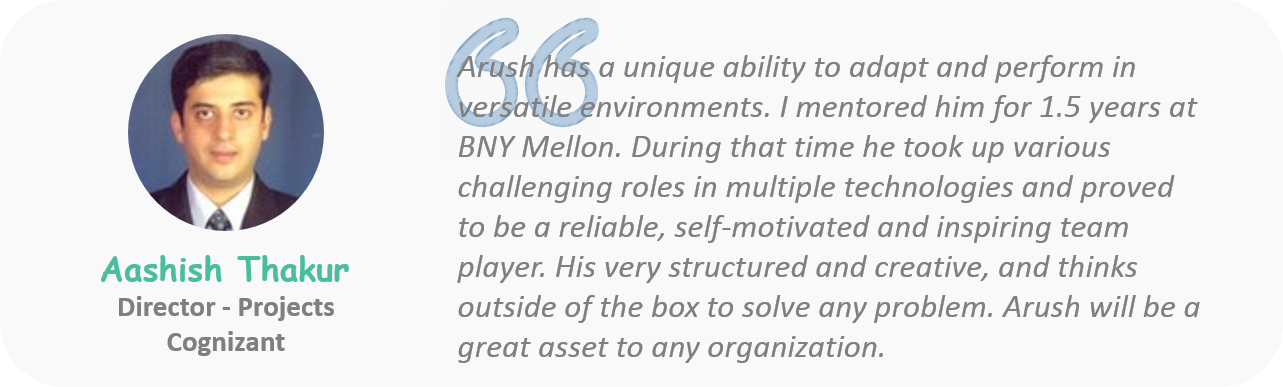 Aashish Thakur
Director - Projects
Cognizant
Arush has a unique ability to adapt and perform in
versatile environments. I mentored him for 1.5 years at
BNY Mellon. During that time he took up various
challenging roles in multiple technologies and proved
to be a reliable, self-motivated and inspiring team
player. His very structured and creative, and thinks
outside of the box to solve any problem. Arush will be a
great asset to any organization.